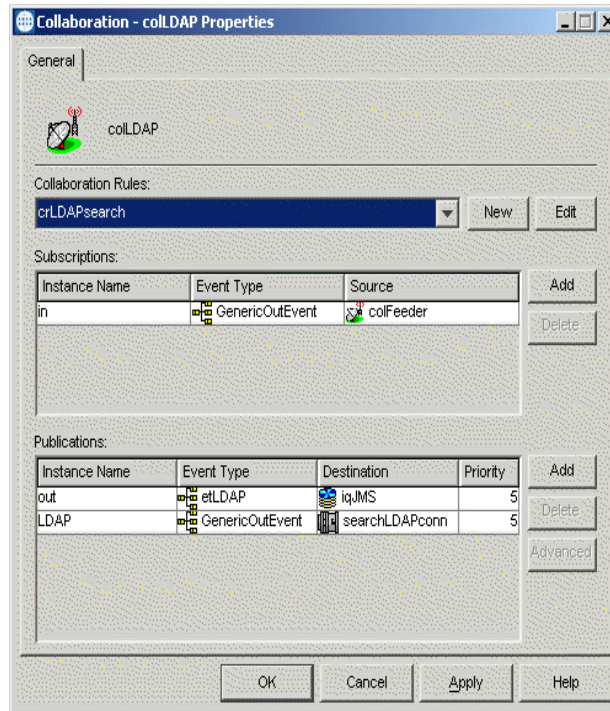 Collaboration - colLDAP Properties
General
colLDAP
Collaboration Rules:
crLDAPsearch New Edit
Subscriptions:
Instance Name Event Type Source Add
in GenericOutEvent colFeeder
Delete
Publications:
Instance Name Event Type Destination Priority Add
out etLDAP iqJMS 5
LDAP GenericOutEvent searchLDAPconn 5
Delete
Advanced
OK Cancel Apply Help